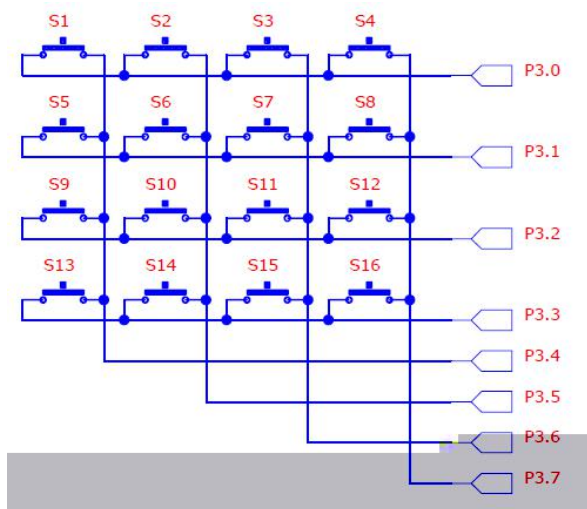 S1 S2 S3 S4
P3.0
S5 S6 S7 S8
P3.1
S9 S10 S11 S12
P3.2
S13 S14 S15 S16
P3.3
P3.4
P3.5
P3.6
P3.7